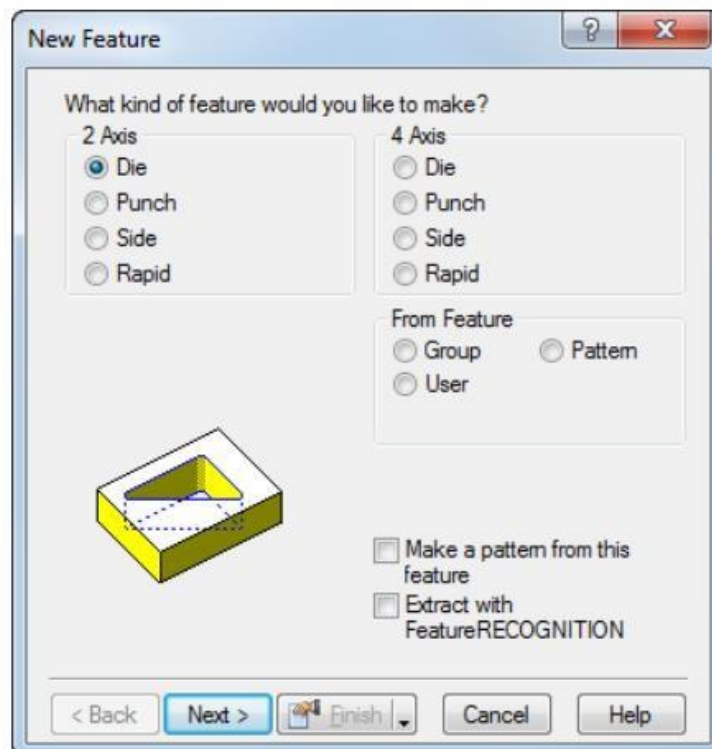 New Feature
?
X
What kind of feature would you like to make?
2 Axis
Die
Punch
Side
Rapid
4 Axis
Die
Punch
Side
Rapid
From Feature
Group Pattern
User
Make a pattern from this
feature
Extract with
FeatureRECOGNITION
< Back Next > Finish Cancel Help